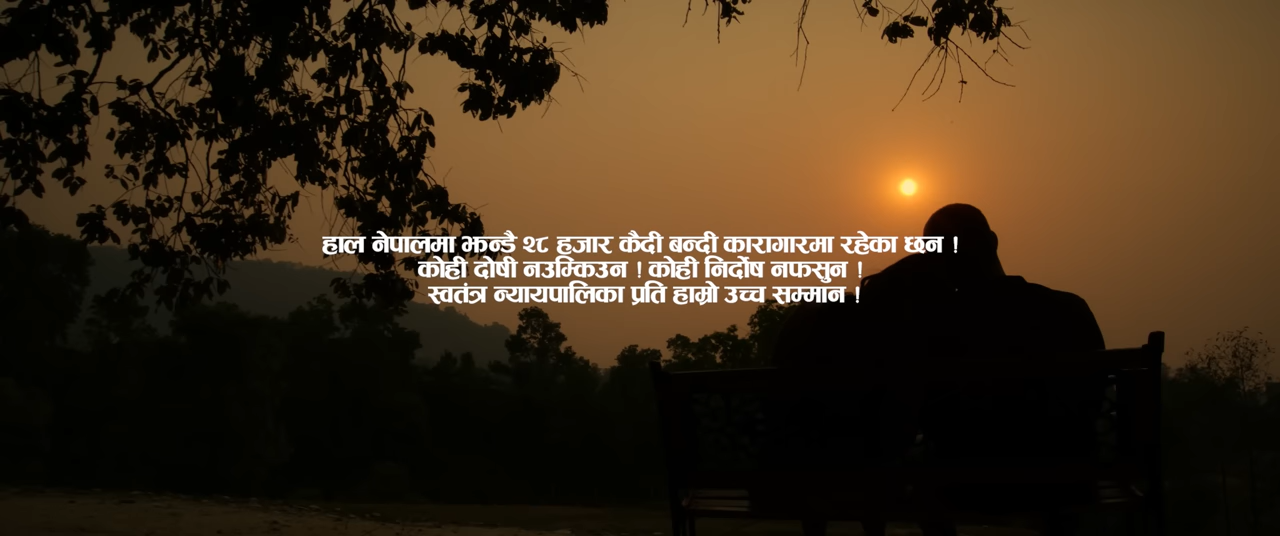 हाल नेपालमा झन्डै २८ हजार कैदी बन्दी कारागारमा रहेका छन !
कोही दोषी नउम्किउन ! कोही निर्दोष नफसुन !
स्वतंत्र न्यायपालिका प्रति हाम्रो उच्च सम्मान !